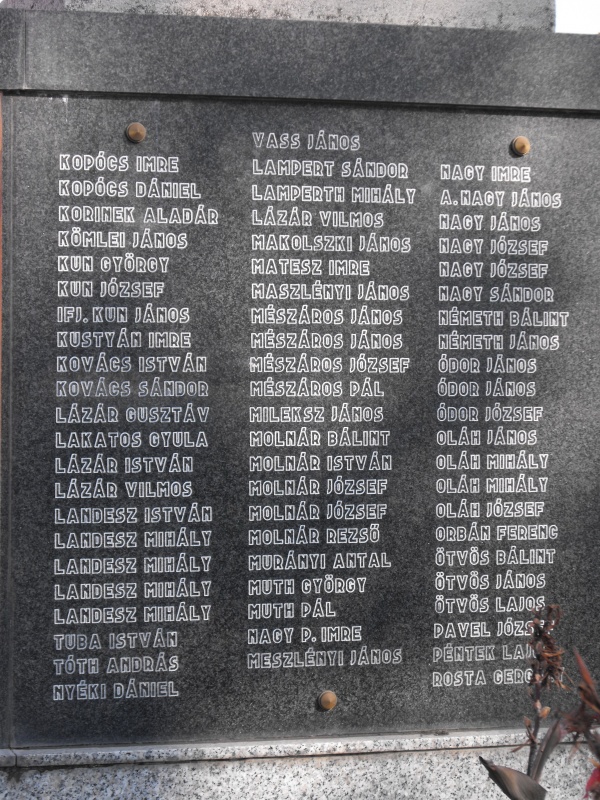 KOPÓCS IMRE
KOPÓCS DÁNIEL
KORINEK ALADÁR
KÖMLEI JÁNOS
KUN GYÖRGY
KUN JÓZSEF
IFJ. KUN JÁNOS
KUSTYÁN IMRE
KOVÁCS ISTVÁN
KOVÁCS SÁNDOR
LÁZÁR GUSZTÁV
LAKATOS GYULA
LÁZÁR ISTVÁN
LÁZÁR VILMOS
LANDESZ ISTVÁN
LANDESZ MIHÁLY
LANDESZ MIHÁLY
LANDESZ MIHÁLY
LANDESZ MIHÁLY
TUBA ISTVÁN
TÓTH ANDRÁS
NYÉKI DÁNIEL
VASS JÁNOS
LAMPERT SÁNDOR
LAMPERTH MIHÁLY
LÁZÁR VILMOS
MAKOLSZKI JÁNOS
MATESZ IMRE
MASZLÉNYI JÁNOS
MÉSZÁROS JÁNOS
MÉSZÁROS JÁNOS
MÉSZÁROS JÓZSEF
MÉSZÁROS PÁL
MILEKSZ JÁNOS
MOLNÁR BÁLINT
MOLNÁR ISTVÁN
MOLNÁR JÓZSEF
MOLNÁR JÓZSEF
MOLNÁR REZSŐ
MURÁNYI ANTAL
MUTH GYÖRGY
MUTH PÁL
NAGY P. IMRE
MESZLÉNYI JÁNOS
NAGY IMRE
A. NAGY JÁNOS
NAGY JÁNOS
NAGY JÓZSEF
NAGY JÓZSEF
NAGY SÁNDOR
NÉMETH BÁLINT
NÉMETH JÁNOS
ÓDOR JÁNOS
ÓDOR JÁNOS
ÓDOR JÓZSEF
OLÁH JÁNOS
OLÁH MIHÁLY
OLÁH MIHÁLY
OLÁH JÓZSEF
ORBÁN FERENC
ÖTVÖS BÁLINT
ÖTVÖS JÁNOS
ÖTVÖS LAJOS
PAVEL JÓZSEF
PÉNTEK
ROSTA